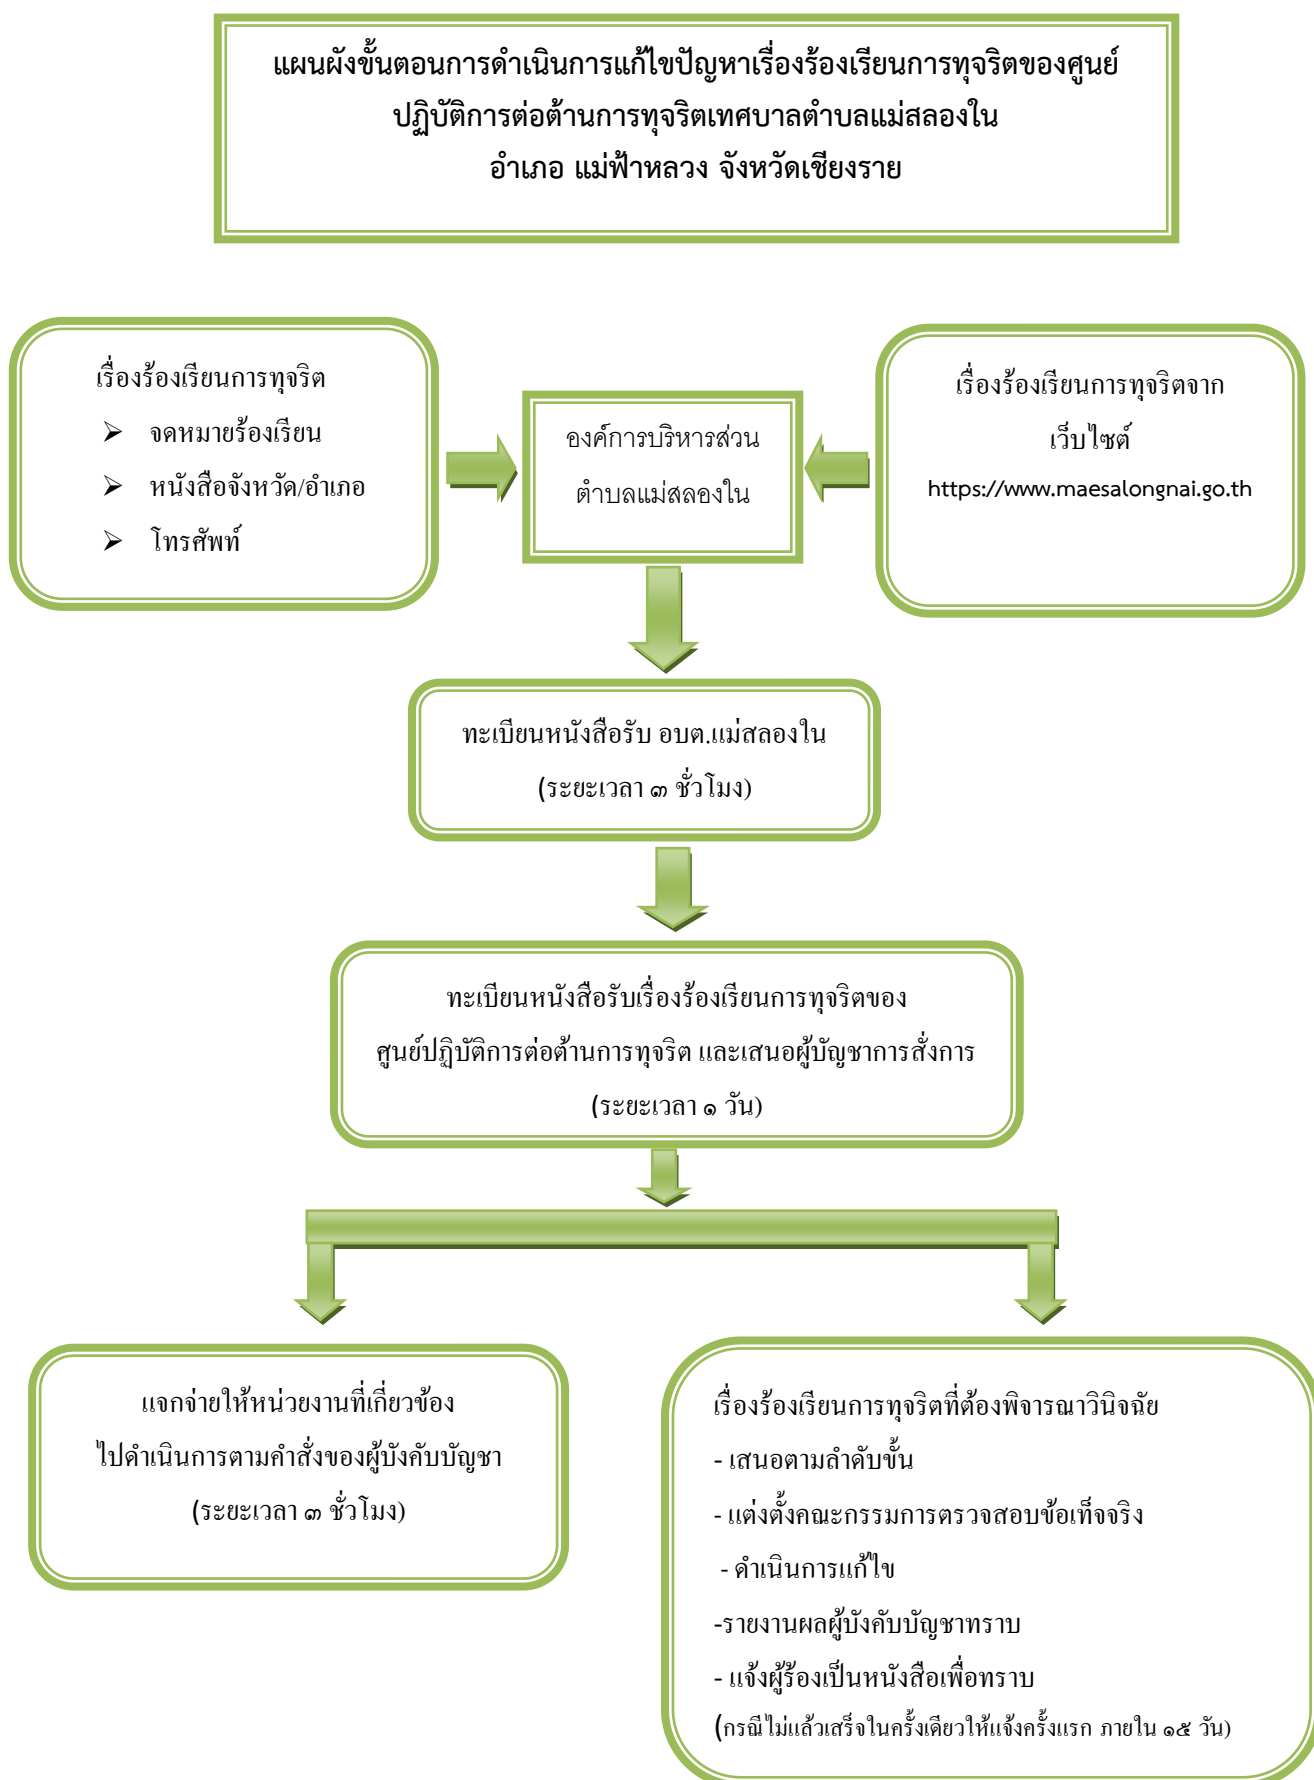 แผนผังขั้นตอนการดำเนินการแก้ไขปัญหาเรื่องร้องเรียนการทุจริตของศูนย์
ปฏิบัติการต่อต้านการทุจริตเทศบาลตำบลแม่สลองใน
อำเภอ แม่ฟ้าหลวง จังหวัดเชียงราย
เรื่องร้องเรียนการทุจริต
➢ จดหมายร้องเรียน
➢ หนังสือจังหวัด/อำเภอ
➢ โทรศัพท์
องค์การบริหารส่วน
ตำบลแม่สลองใน
เรื่องร้องเรียนการทุจริตจาก
เว็บไซต์
https://www.maesalongnai.go.th
ทะเบียนหนังสือรับ อบต.แม่สลองใน
(ระยะเวลา ๓ ชั่วโมง)
ทะเบียนหนังสือรับเรื่องร้องเรียนการทุจริตของ
ศูนย์ปฏิบัติการต่อต้านการทุจริต และเสนอผู้บัญชาการสั่งการ
(ระยะเวลา ๑ วัน)
แจกจ่ายให้หน่วยงานที่เกี่ยวข้อง
ไปดำเนินการตามคำสั่งของผู้บังคับบัญชา
(ระยะเวลา ๓ ชั่วโมง)
เรื่องร้องเรียนการทุจริตที่ต้องพิจารณาวินิจฉัย
- เสนอตามลำดับขั้น
- แต่งตั้งคณะกรรมการตรวจสอบข้อเท็จจริง
- ดำเนินการแก้ไข
-รายงานผลผู้บังคับบัญชาทราบ
- แจ้งผู้ร้องเป็นหนังสือเพื่อทราบ
(กรณีไม่แล้วเสร็จในครั้งเดียวให้แจ้งครั้งแรก ภายใน ๑๕ วัน)